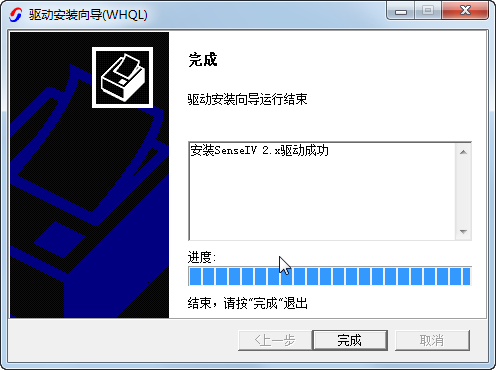 驱动安装向导(WHQL)
完成
驱动安装向导运行结束
安装SenseIV 2.x驱动成功
进度:
结束，请按"完成"退出
<上一步
完成
取消